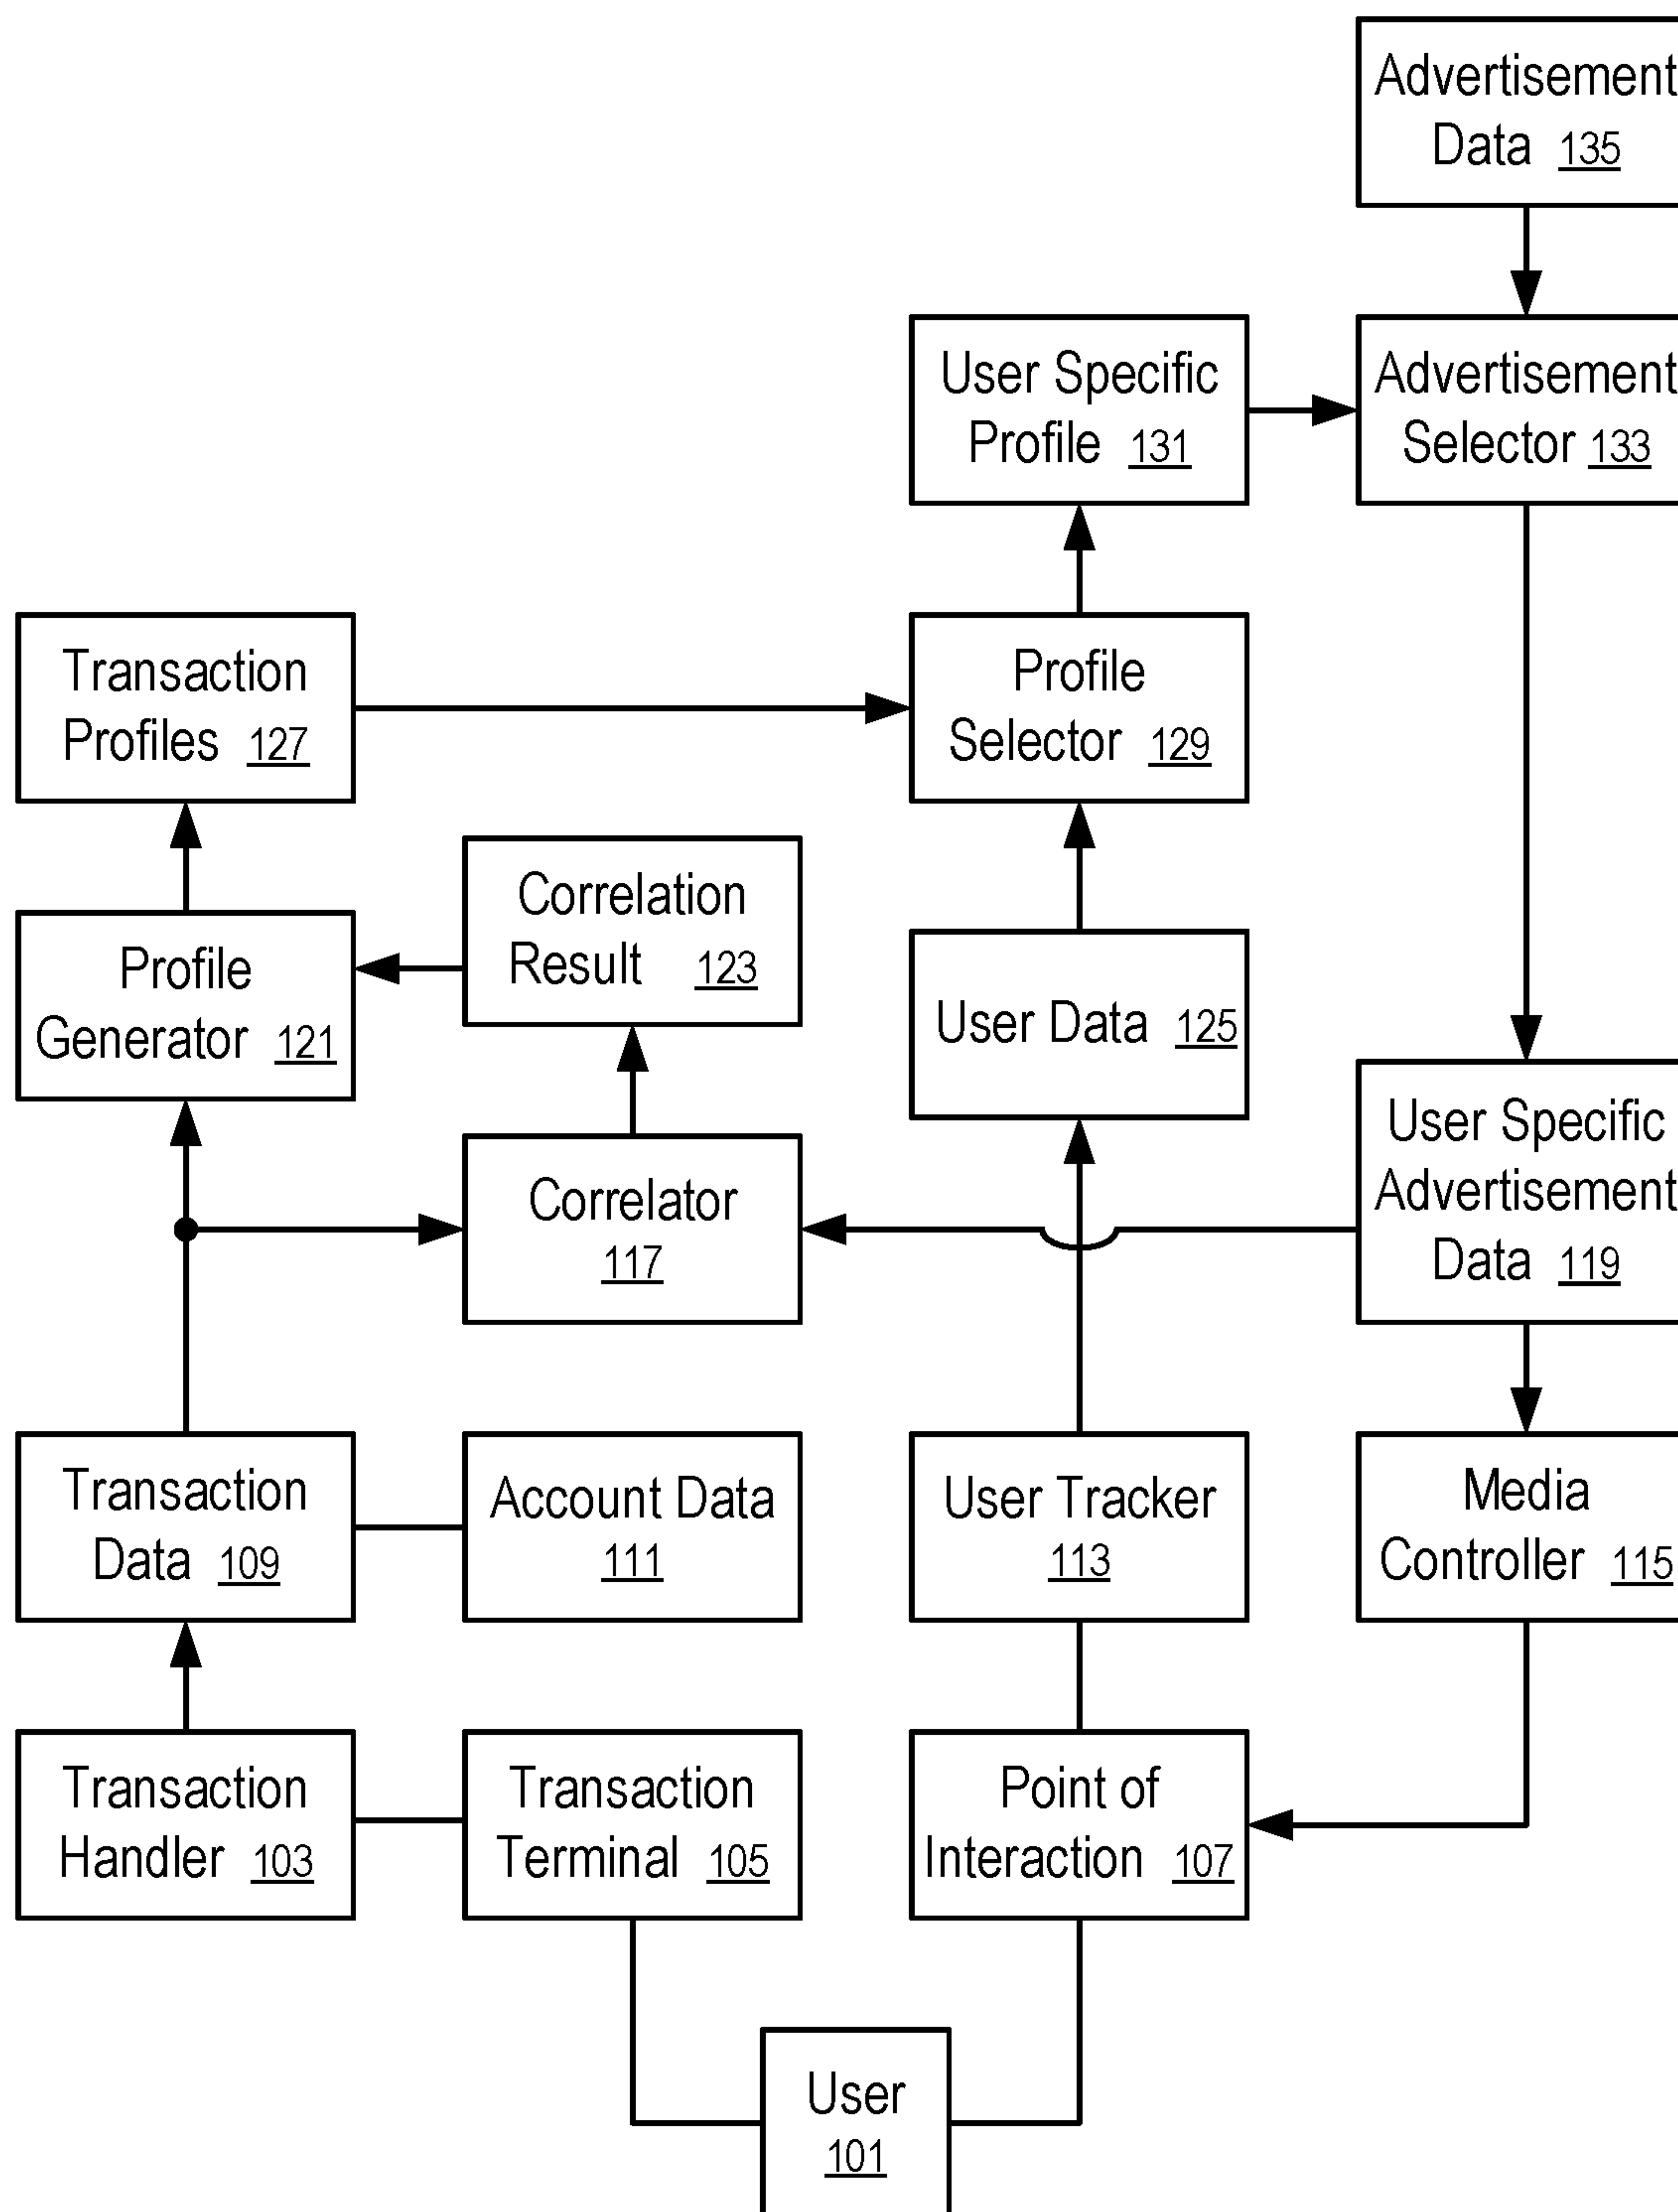 Advertisement
Data 135
User Specific
Profile 131
Advertisement
Selector 133
Transaction
Profiles 127
Profile
Selector 129
Correlation
Result 123
Profile
Generator 121
User Data 125
User Specific
Advertisement
Data 119
Correlator
117
Transaction
Data 109
Account Data
111
User Tracker
113
Media
Controller 115
Transaction
Handler 103
Transaction
Terminal 105
Point of
Interaction 107
User
101